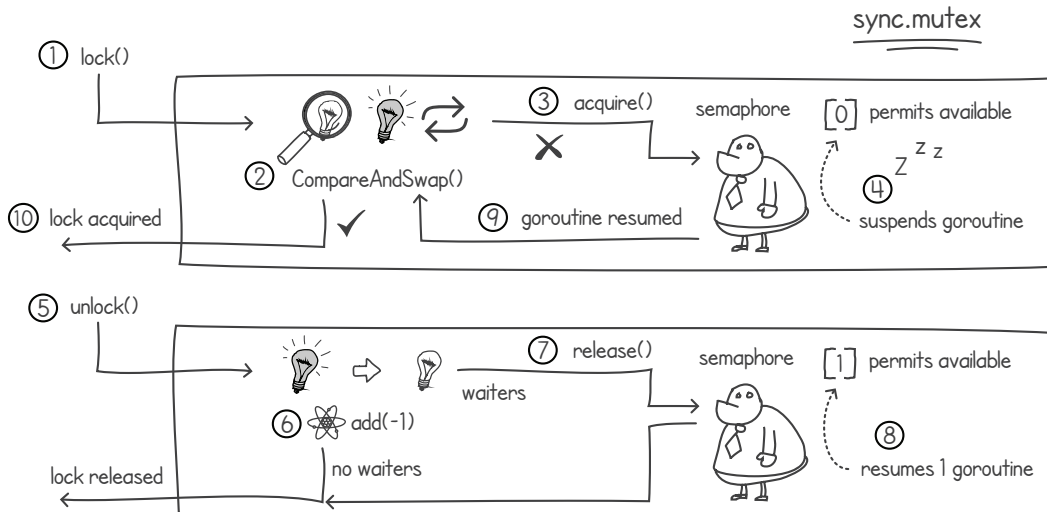 sync.mutex
1 lock()
3 acquire()
semaphore
[0] permits available
2 CompareAndSwap()
z z z
4
suspends goroutine
10 lock acquired
9 goroutine resumed
5 unlock()
7 release()
semaphore
[1] permits available
waiters
6 add(-1)
8
resumes 1 goroutine
no waiters
lock released